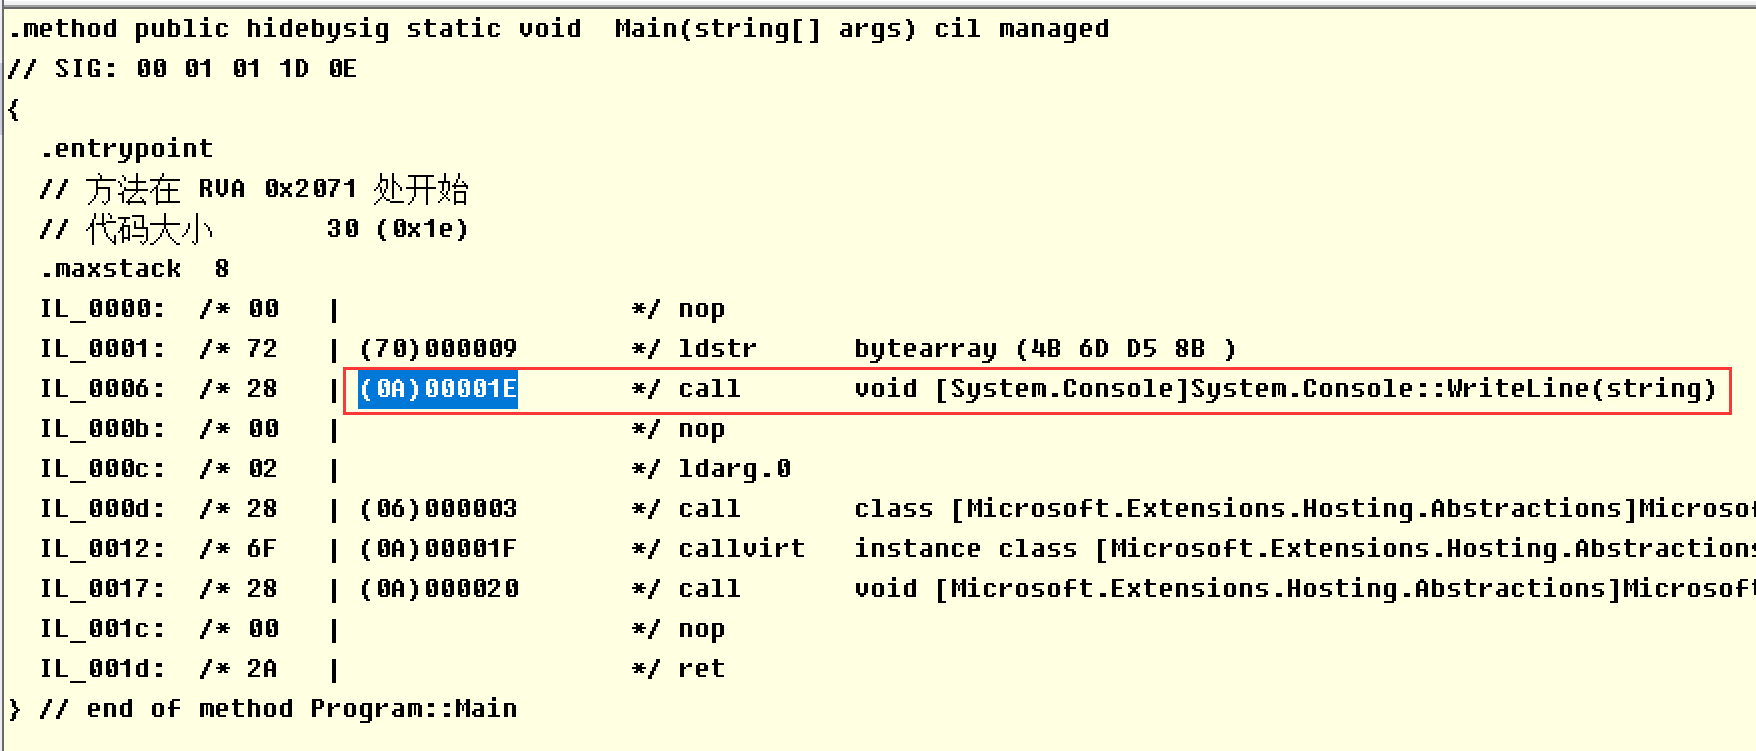 .method public hidebysig static void  Main(string[] args) cil managed
// SIG: 00 01 01 1D 0E
{
  .entrypoint
  // 方法在 RVA 0x2071 处开始
  // 代码大小       30 (0x1e)
  .maxstack  8
  IL_0000:  /* 00   |                  */ nop
  IL_0001:  /* 72   | (70)000009       */ ldstr      bytearray (4B 6D D5 8B )
  IL_0006:  /* 28   | (0A)00001E       */ call       void [System.Console]System.Console::WriteLine(string)
  IL_000b:  /* 00   |                  */ nop
  IL_000c:  /* 02   |                  */ ldarg.0
  IL_000d:  /* 28   | (06)000003       */ call       class [Microsoft.Extensions.Hosting.Abstractions]Microsof
  IL_0012:  /* 6F   | (0A)00001F       */ callvirt   instance class [Microsoft.Extensions.Hosting.Abstractions
  IL_0017:  /* 28   | (0A)000020       */ call       void [Microsoft.Extensions.Hosting.Abstractions]Microsoft
  IL_001c:  /* 00   |                  */ nop
  IL_001d:  /* 2A   |                  */ ret
} // end of method Program::Main